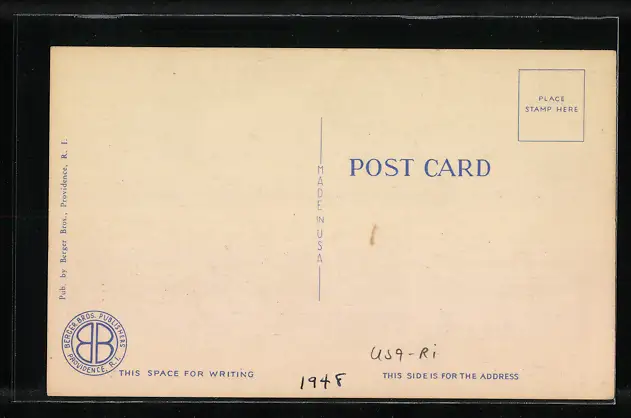 PLACE
STAMP HERE
POST CARD
MADE IN USA
Pub. by Berger Bros., Providence, R. I.
BERGER BROS. PUBLISHERS
BB
PROVIDENCE, R. I.
THIS SPACE FOR WRITING
USA-Ri
1948
THIS SIDE IS FOR THE ADDRESS